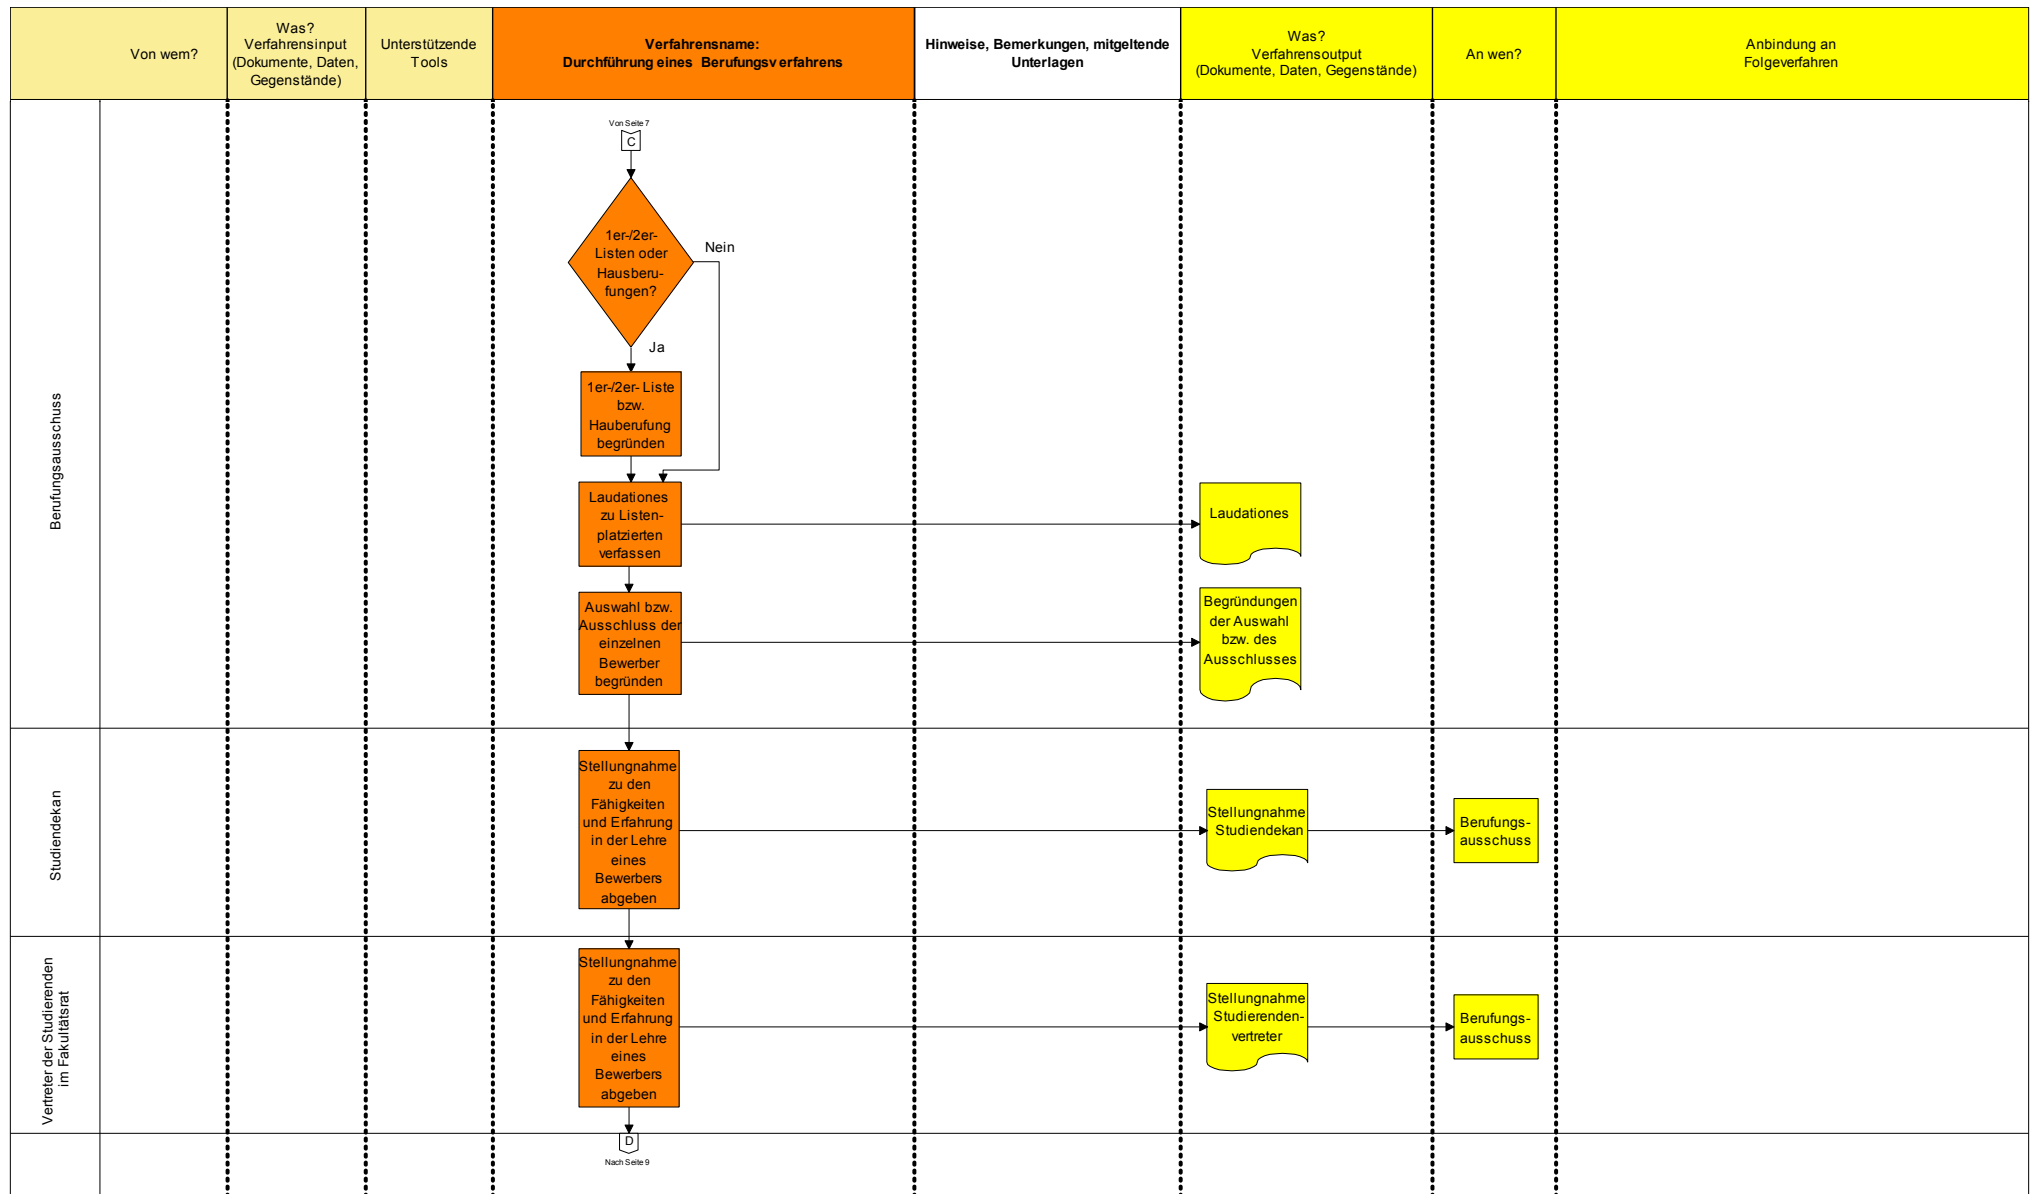 Von wem?
Was?
Verfahrensinput
(Dokumente, Daten,
Gegenstände)
Unterstützende
Tools
Verfahrensname:
Durchführung eines Berufungsverfahrens
Hinweise, Bemerkungen, mitgeltende
Unterlagen
Was?
Verfahrensoutput
(Dokumente, Daten, Gegenstände)
An wen?
Anbindung an
Folgeverfahren
Berufungsausschuss
Von Seite 7
C
1er-/2er-
Listen oder
Hausberu-
fungen?
Nein
Ja
1er-/2er- Liste
bzw.
Hauberufung
begründen
Laudationes
zu Listen-
platzierten
verfassen
Laudationes
Auswahl bzw.
Ausschluss der
einzelnen
Bewerber
begründen
Begründungen
der Auswahl
bzw. des
Ausschlusses
Studiendekan
Stellungnahme
zu den
Fähigkeiten
und Erfahrung
in der Lehre
eines
Bewerbers
abgeben
Stellungnahme
Studiendekan
Berufungs-
ausschuss
Vertreter der Studierenden
im Fakultätsrat
Stellungnahme
zu den
Fähigkeiten
und Erfahrung
in der Lehre
eines
Bewerbers
abgeben
Stellungnahme
Studierenden-
vertreter
Berufungs-
ausschuss
D
Nach Seite 9